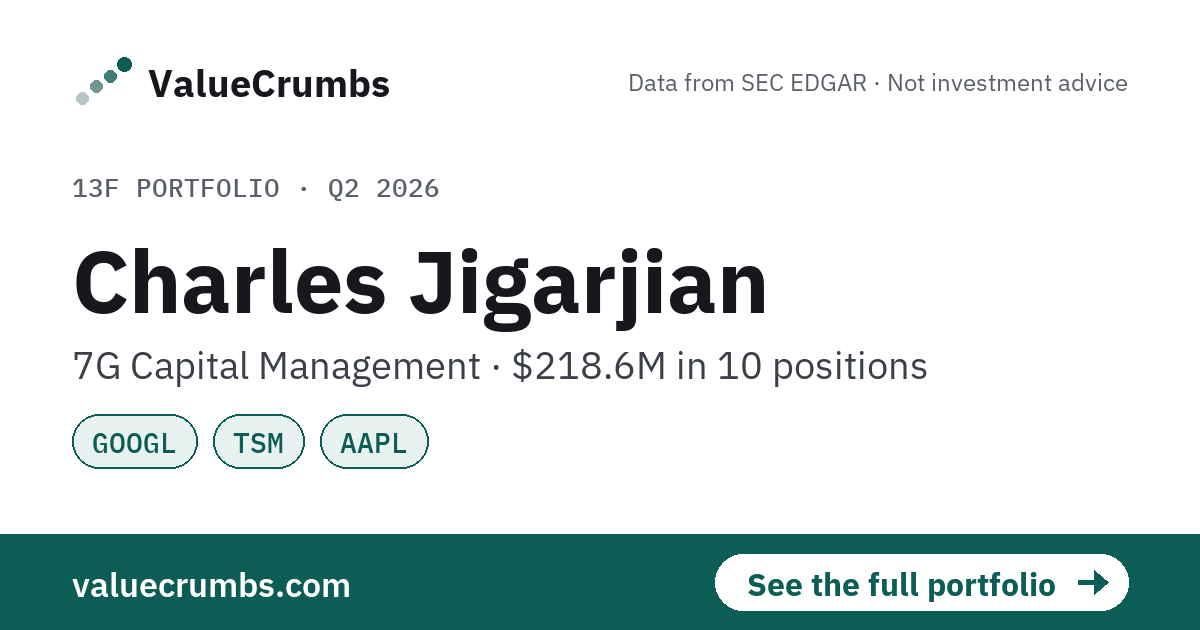 ValueCrumbs
Data from SEC EDGAR · Not investment advice
13F PORTFOLIO · Q2 2026
Charles Jigarjian
7G Capital Management · $218.6M in 10 positions
GOOGL TSM AAPL
valuecrumbs.com
See the full portfolio →